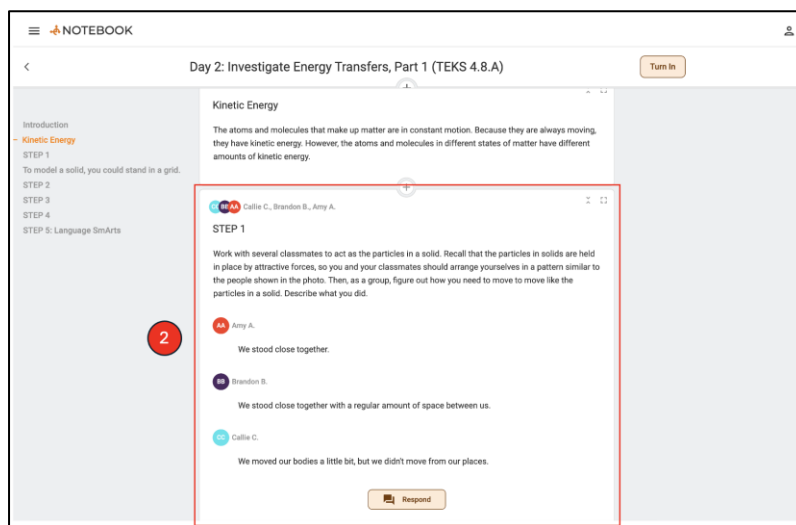 NOTEBOOK
Day 2: Investigate Energy Transfers, Part 1 (TEKS 4.8.A)
Turn In
Introduction
Kinetic Energy
STEP 1
To model a solid, you could stand in a grid.
STEP 2
STEP 3
STEP 4
STEP 5: Language SmArts
Kinetic Energy
The atoms and molecules that make up matter are in constant motion. Because they are always moving,
they have kinetic energy. However, the atoms and molecules in different states of matter have different
amounts of kinetic energy.
CC BB AA Callie C., Brandon B., Amy A.
STEP 1
Work with several classmates to act as the particles in a solid. Recall that the particles in solids are held
in place by attractive forces, so you and your classmates should arrange yourselves in a pattern similar to
the people shown in the photo. Then, as a group, figure out how you need to move to move like the
particles in a solid. Describe what you did.
2
AA Amy A.
We stood close together.
BB Brandon B.
We stood close together with a regular amount of space between us.
CC Callie C.
We moved our bodies a little bit, but we didn't move from our places.
Respond